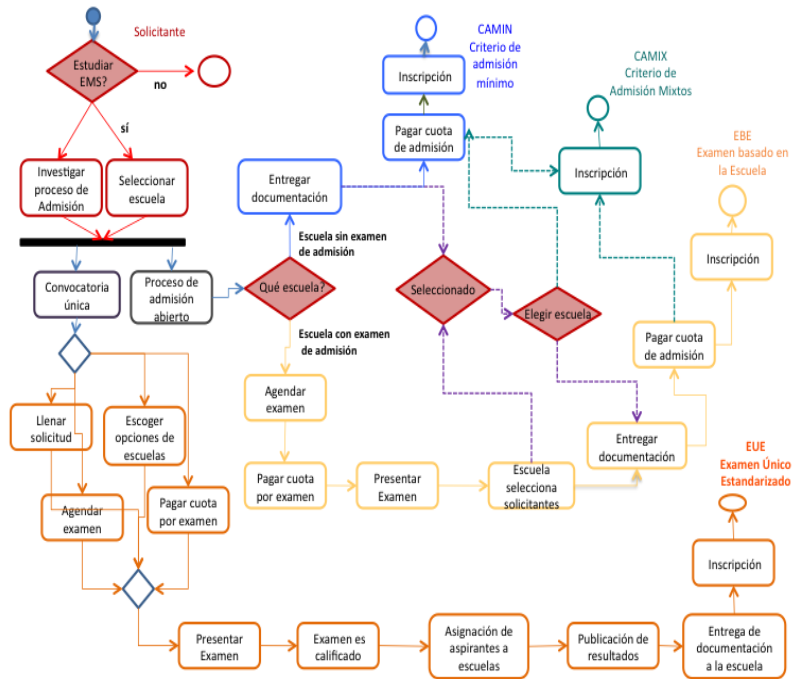 Solicitante
Estudiar
EMS?
no
sí
Investigar
proceso de
Admisión
Seleccionar
escuela
Convocatoria
única
Proceso de
admisión
abierto
Qué escuela?
Escuela sin examen
de admisión
Escuela con examen
de admisión
Entregar
documentación
Pagar cuota
de admisión
Inscripción
CAMIN
Criterio de
admisión
mínimo
CAMIX
Criterio de
Admisión Mixtos
Inscripción
EBE
Examen basado en
la Escuela
Inscripción
Seleccionado
Elegir escuela
Pagar cuota
de admisión
Agendar
examen
Pagar cuota
por examen
Presentar
Examen
Escuela
selecciona
solicitantes
Entregar
documentación
Llenar
solicitud
Escoger
opciones de
escuelas
Agendar
examen
Pagar cuota
por examen
EUE
Examen Único
Estandarizado
Inscripción
Presentar
Examen
Examen es
calificado
Asignación de
aspirantes a
escuelas
Publicación de
resultados
Entrega de
documentación
a la escuela